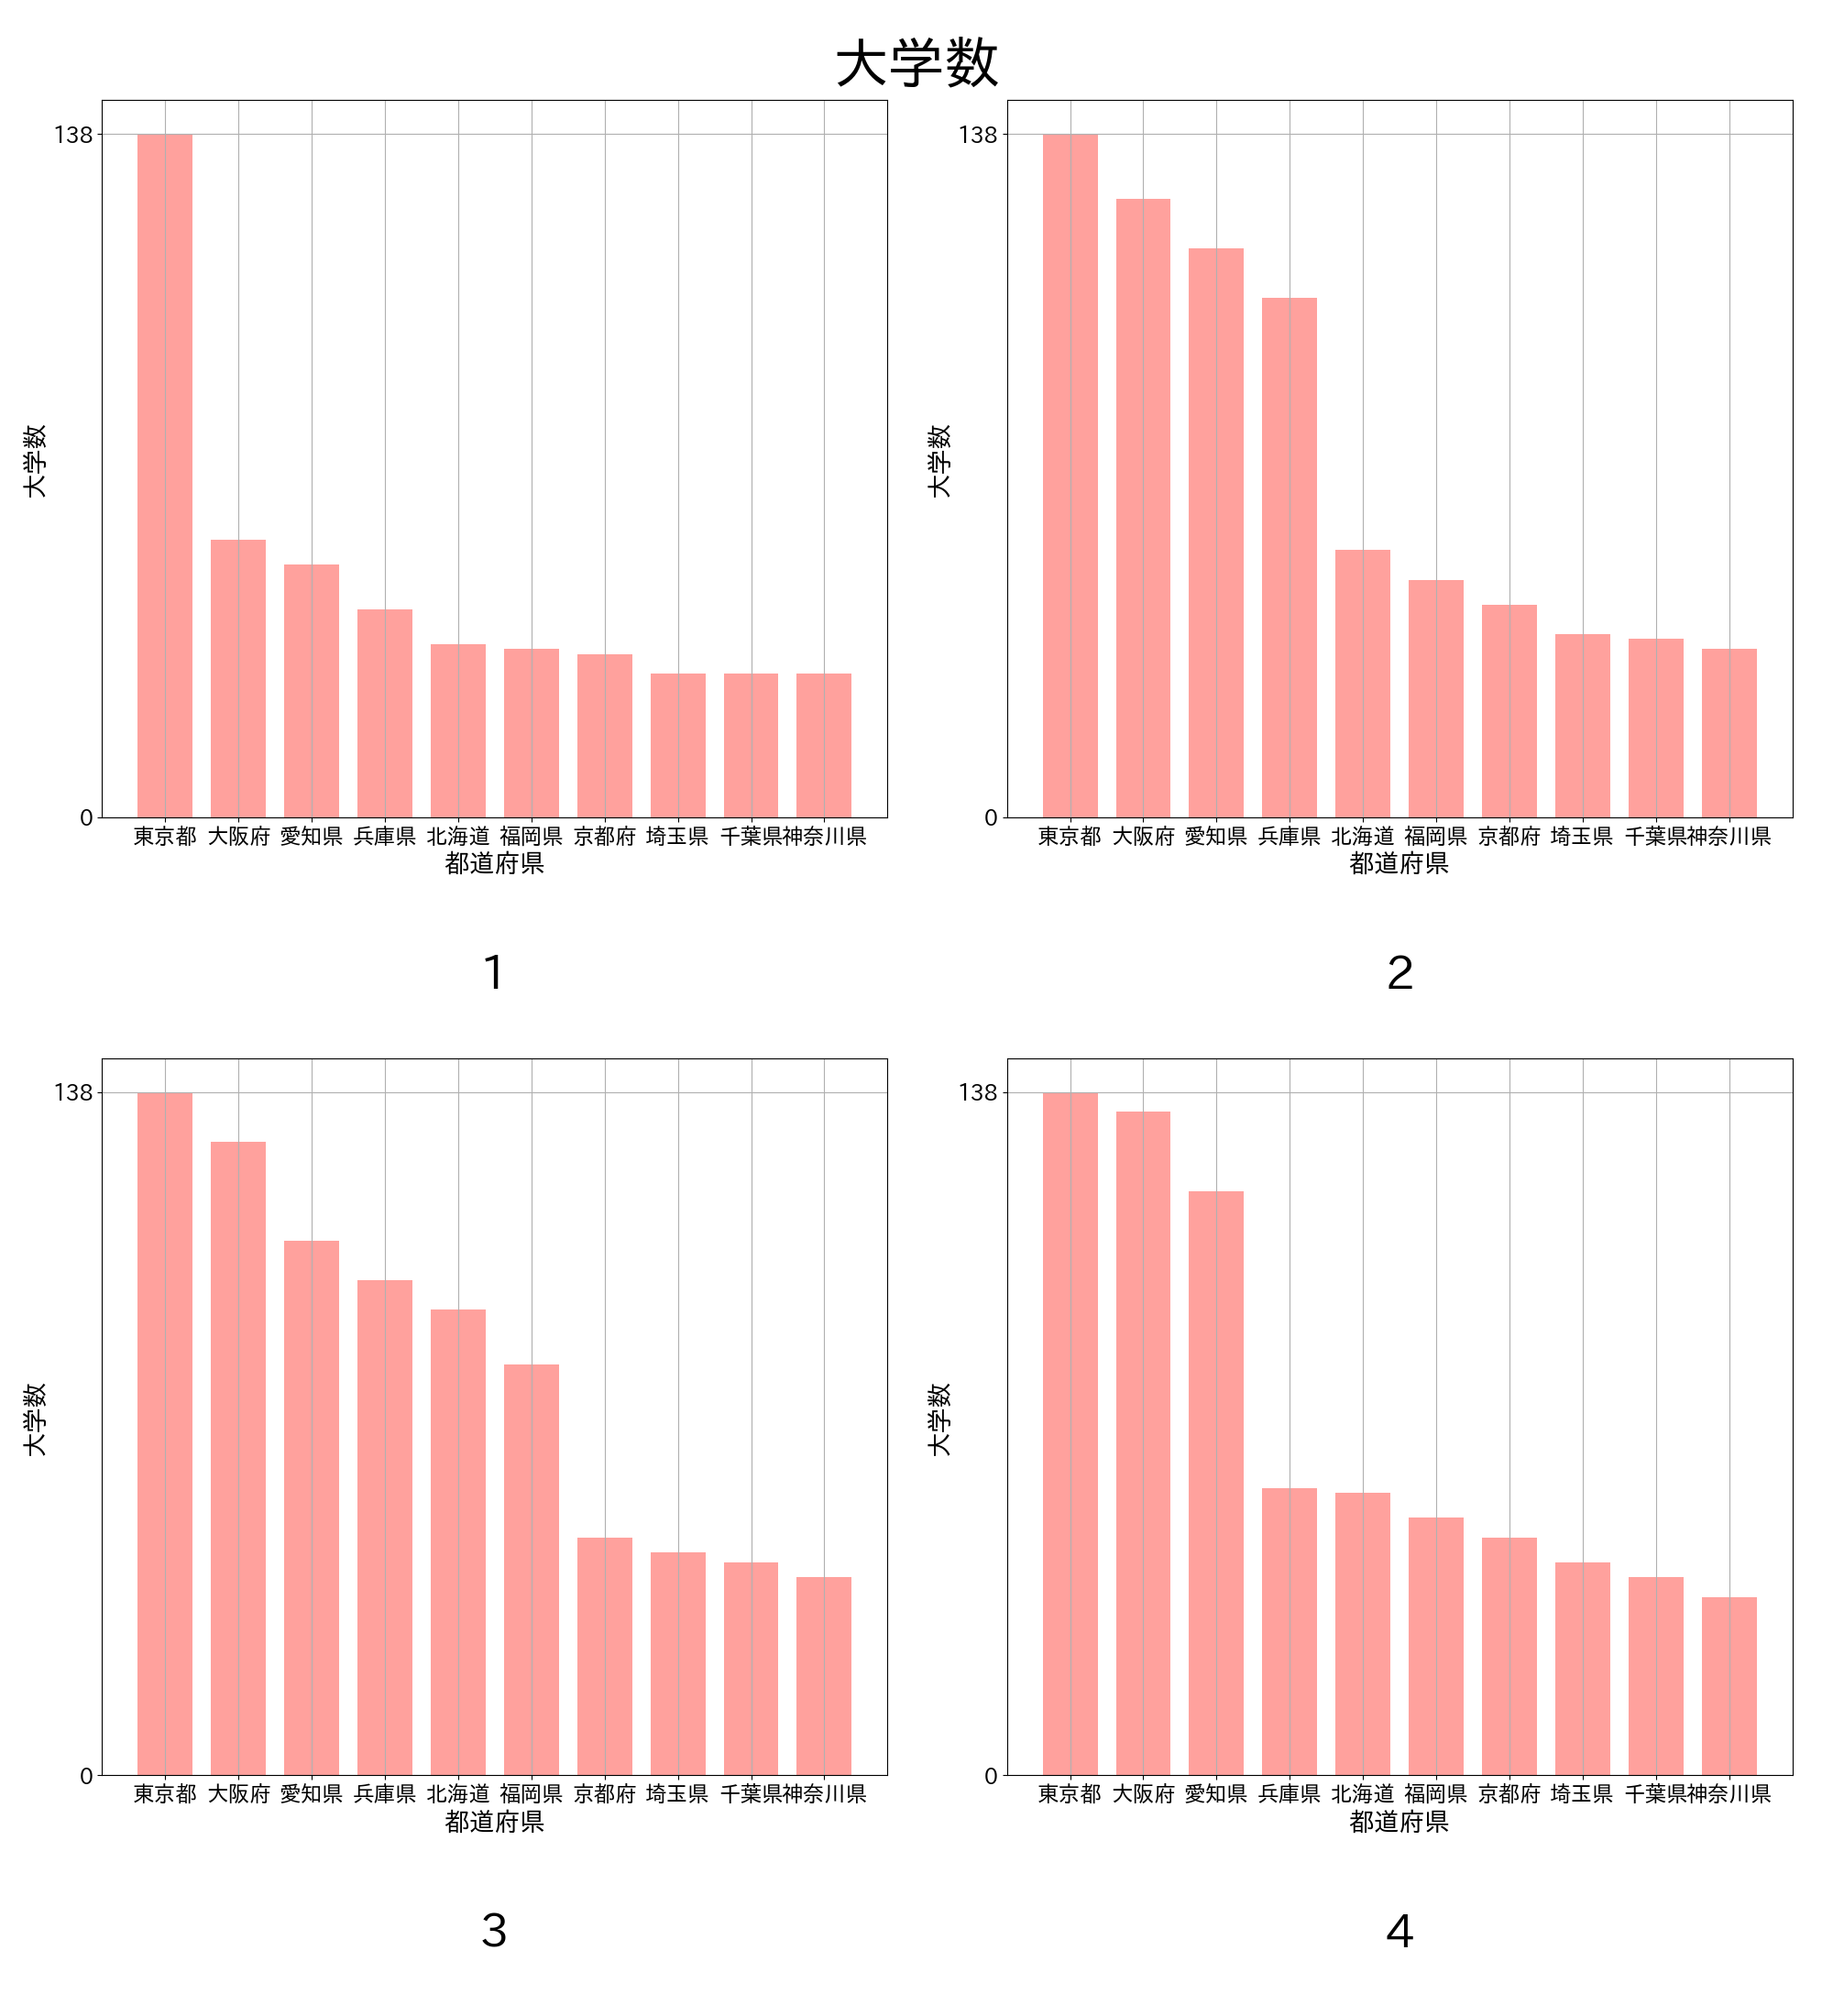 大学数
138
大学数
0
東京都 大阪府 愛知県 兵庫県 北海道 福岡県 京都府 埼玉県 千葉県 神奈川県
都道府県
1
138
大学数
0
東京都 大阪府 愛知県 兵庫県 北海道 福岡県 京都府 埼玉県 千葉県 神奈川県
都道府県
2
138
大学数
0
東京都 大阪府 愛知県 兵庫県 北海道 福岡県 京都府 埼玉県 千葉県 神奈川県
都道府県
3
138
大学数
0
東京都 大阪府 愛知県 兵庫県 北海道 福岡県 京都府 埼玉県 千葉県 神奈川県
都道府県
4